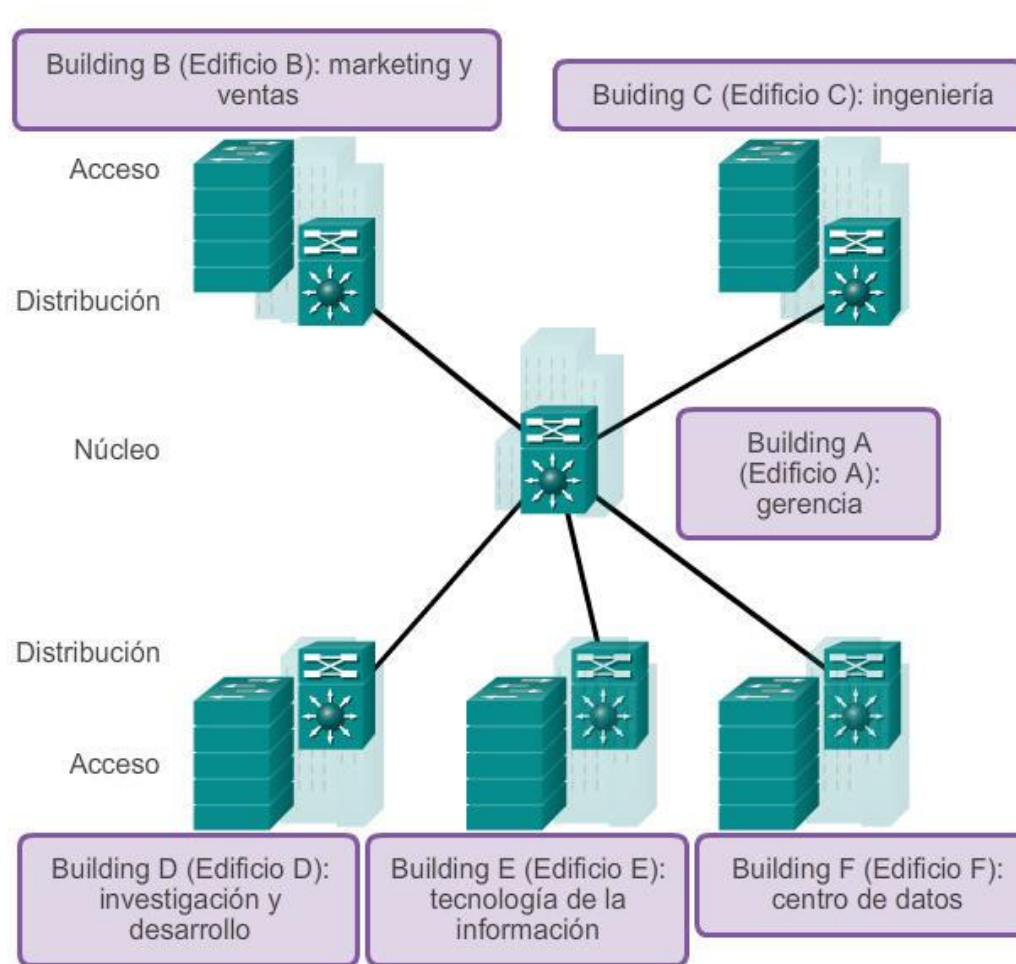 Building B (Edificio B): marketing y
ventas
Buiding C (Edificio C): ingeniería
Acceso
Distribución
Núcleo
Building A
(Edificio A):
gerencia
Distribución
Acceso
Building D (Edificio D):
investigación y
desarrollo
Building E (Edificio E):
tecnología de la
información
Building F (Edificio F):
centro de datos